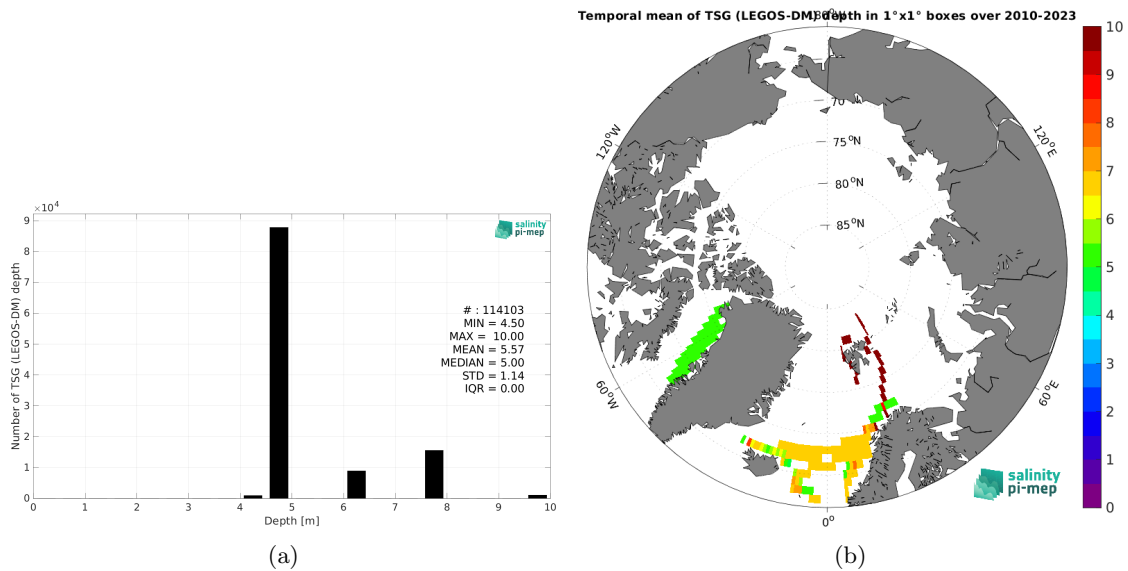 ×10⁴
9
8
7
6
5
4
3
2
1
0
Number of TSG (LEGOS-DM) depth
salinity
pi-mep
# : 114103
MIN = 4.50
MAX = 10.00
MEAN = 5.57
MEDIAN = 5.00
STD = 1.14
IQR = 0.00
0 1 2 3 4 5 6 7 8 9 10
Depth [m]
(a)
Temporal mean of TSG (LEGOS-DM) depth in 1°x1° boxes over 2010-2023
180°W
120°W
120°E
70°N
75°N
80°N
85°N
60°W
60°E
0°
salinity
pi-mep
10
9
8
7
6
5
4
3
2
1
0
(b)